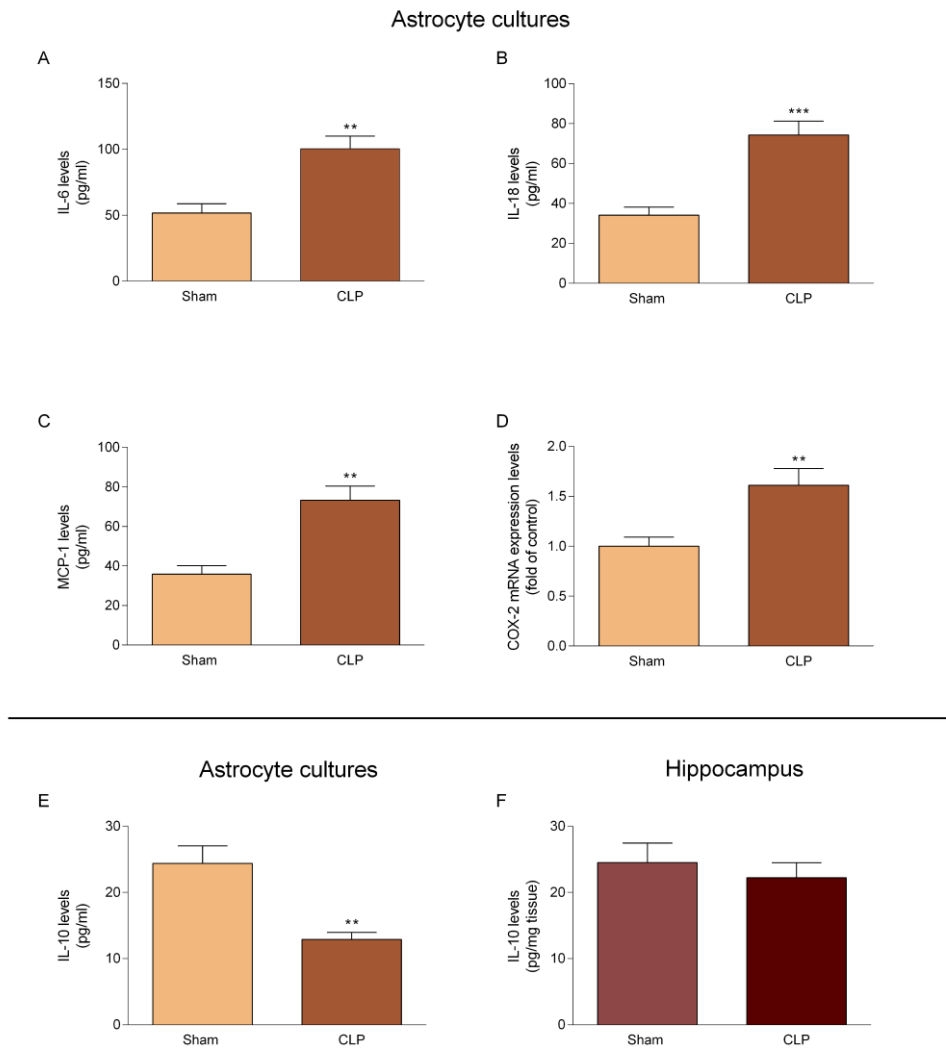 Astrocyte cultures
A
IL-6 levels
(pg/ml)
150
100
50
0
**
Sham
CLP
B
IL-18 levels
(pg/ml)
100
80
60
40
20
0
***
Sham
CLP
C
MCP-1 levels
(pg/ml)
100
80
60
40
20
0
**
Sham
CLP
D
COX-2 mRNA expression levels
(fold of control)
2.0
1.5
1.0
0.5
0.0
**
Sham
CLP
Astrocyte cultures
E
IL-10 levels
(pg/ml)
30
20
10
0
**
Sham
CLP
Hippocampus
F
IL-10 levels
(pg/mg tissue)
30
20
10
0
Sham
CLP